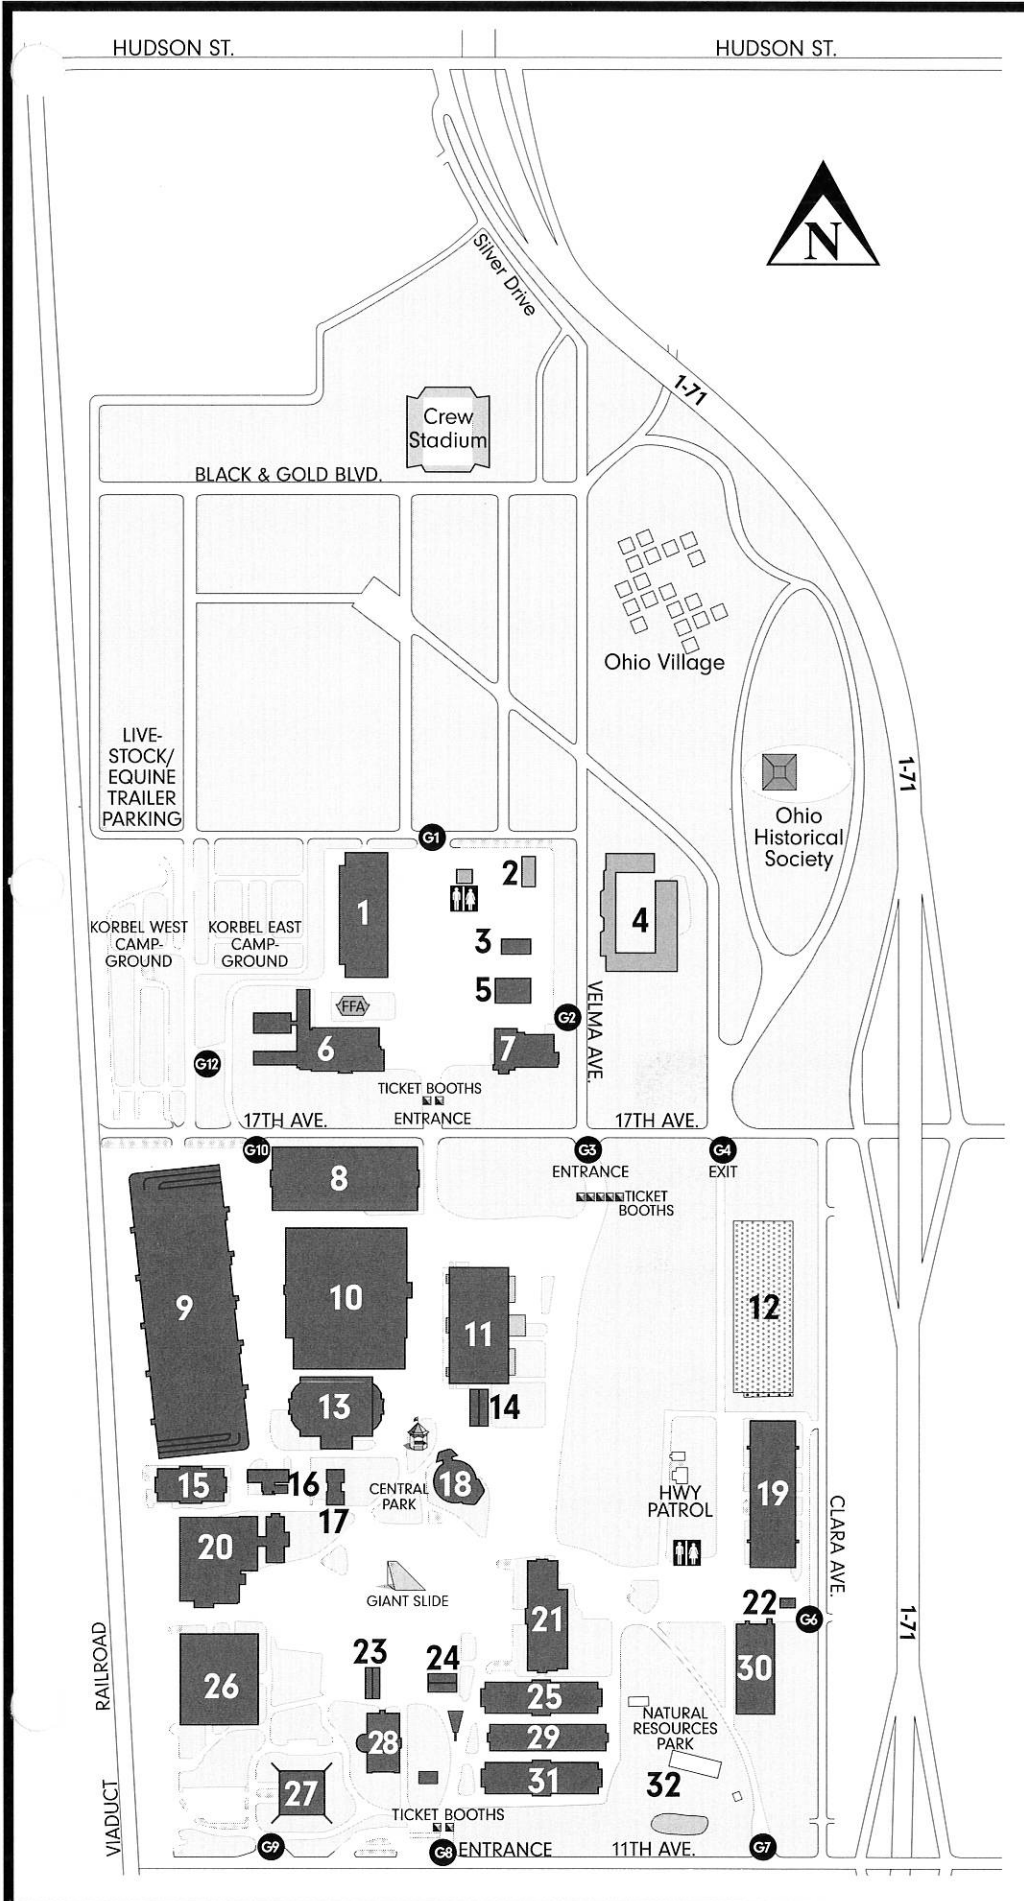 HUDSON ST.
HUDSON ST.
N
Silver Drive
1-71
Crew
Stadium
BLACK & GOLD BLVD.
Ohio Village
LIVE-
STOCK/
EQUINE
TRAILER
PARKING
1-71
Ohio
Historical
Society
G1
2
1
4
KORBEL WEST
CAMP-
GROUND
KORBEL EAST
CAMP-
GROUND
3
5
FFA
VELMA AVE.
G2
6
7
G12
TICKET BOOTHS
ENTRANCE
17TH AVE.
17TH AVE.
G10
G3
G4
ENTRANCE
EXIT
8
TICKET
BOOTHS
9
10
11
12
13
14
15
16
17
CENTRAL
PARK
18
HWY
PATROL
19
CLARA AVE.
20
GIANT SLIDE
21
22
G6
1-71
RAILROAD
23
24
26
25
30
28
29
NATURAL
RESOURCES
PARK
27
31
32
VIADUCT
TICKET BOOTHS
G9
G8
ENTRANCE
11TH AVE.
G7